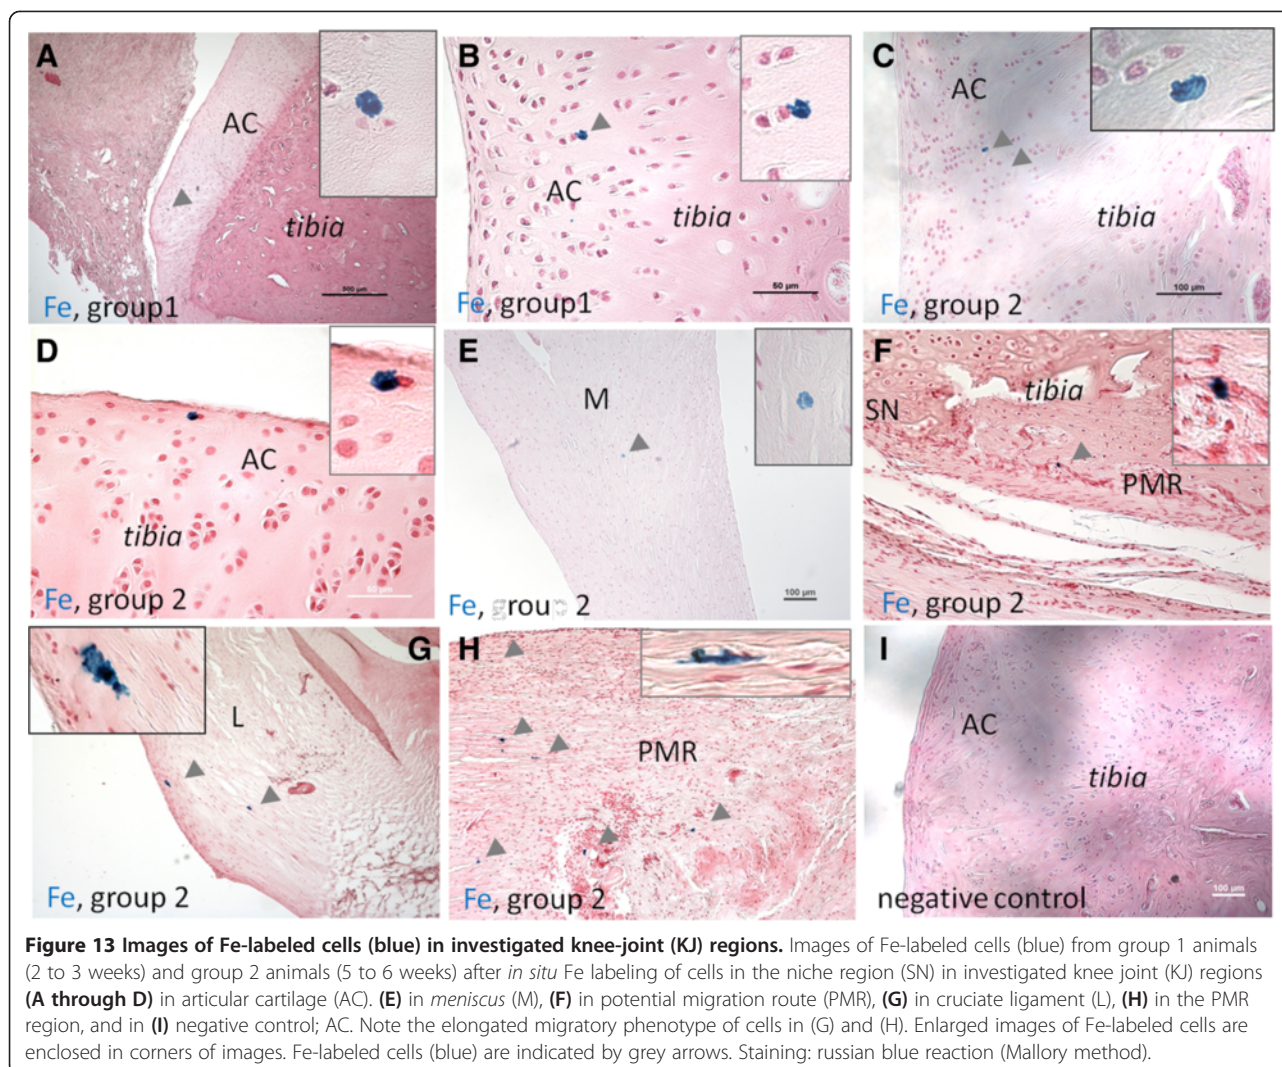 A
AC
tibia
500 µm
Fe, group1
B
AC
tibia
50 µm
Fe, group1
C
AC
tibia
100 µm
Fe, group 2
D
AC
tibia
50 µm
Fe, group 2
E
M
100 µm
Fe, group 2
F
SN
tibia
PMR
Fe, group 2
G
L
Fe, group 2
H
PMR
Fe, group 2
I
AC
tibia
100 µm
negative control
Figure 13 Images of Fe-labeled cells (blue) in investigated knee-joint (KJ) regions. Images of Fe-labeled cells (blue) from group 1 animals
(2 to 3 weeks) and group 2 animals (5 to 6 weeks) after in situ Fe labeling of cells in the niche region (SN) in investigated knee joint (KJ) regions
(A through D) in articular cartilage (AC). (E) in meniscus (M), (F) in potential migration route (PMR), (G) in cruciate ligament (L), (H) in the PMR
region, and in (I) negative control; AC. Note the elongated migratory phenotype of cells in (G) and (H). Enlarged images of Fe-labeled cells are
enclosed in corners of images. Fe-labeled cells (blue) are indicated by grey arrows. Staining: russian blue reaction (Mallory method).